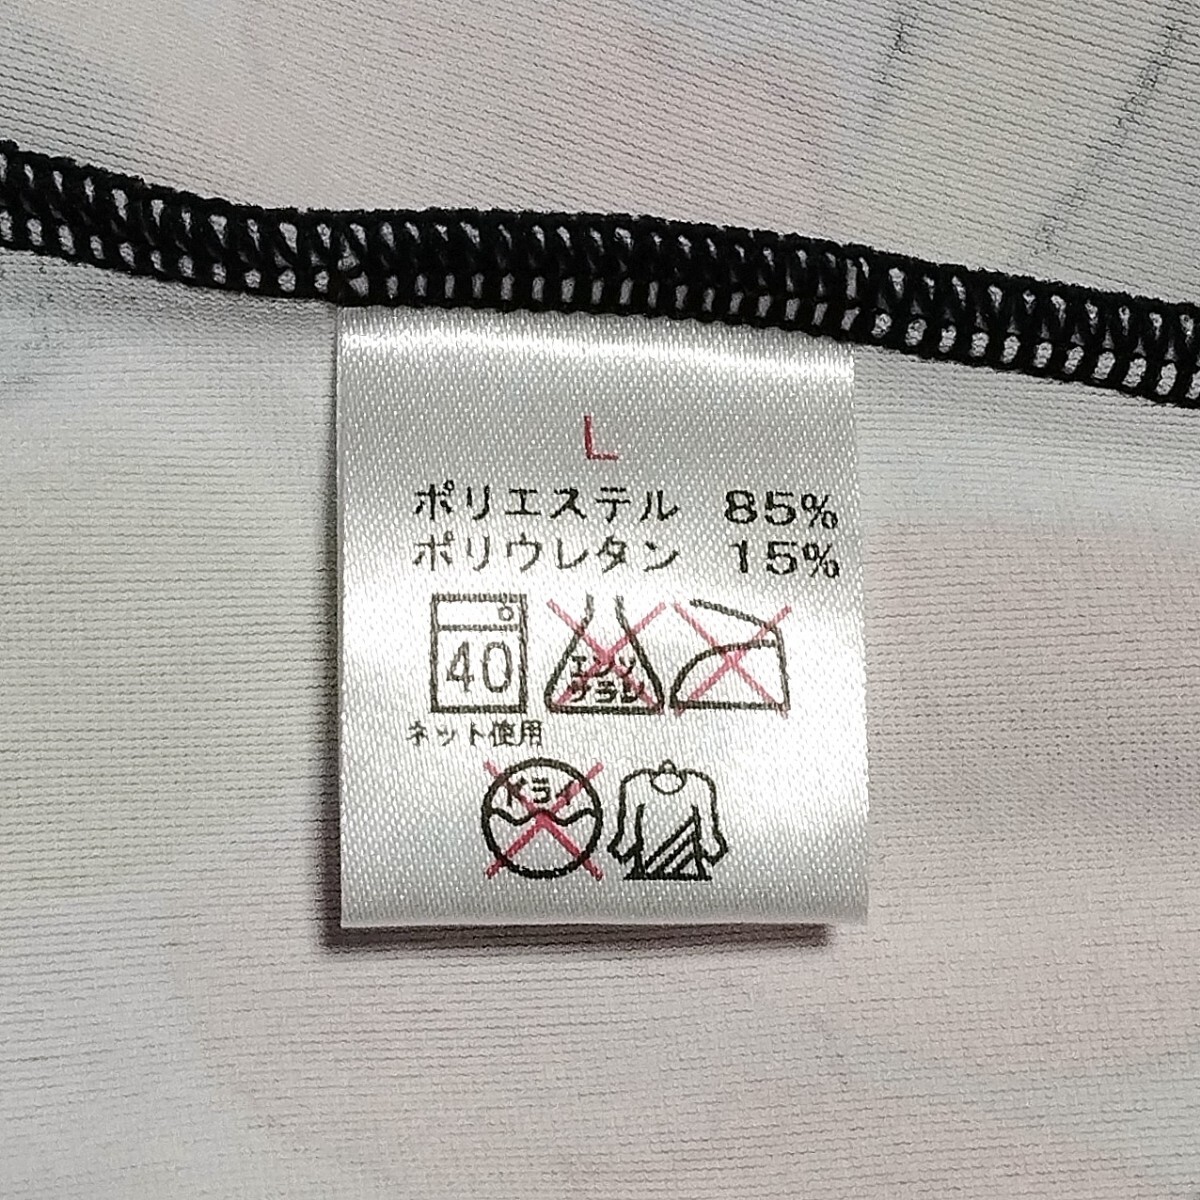 L
ポリエステル 85%
ポリウレタン 15%
40
エンソ
サラシ
ネット使用
ドライ